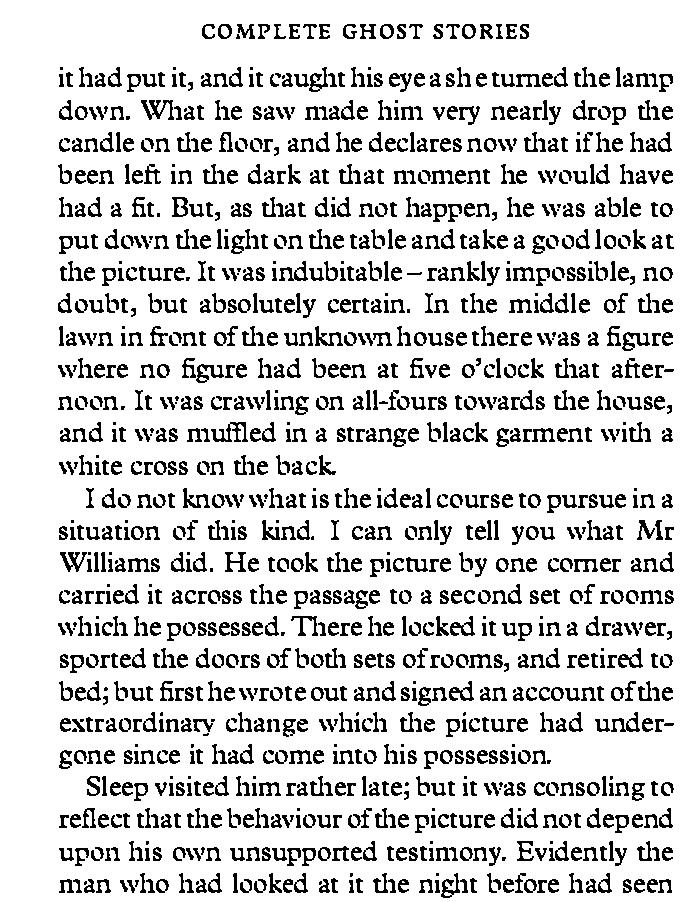 COMPLETE GHOST STORIES
it had put it, and it caught his eye as he turned the lamp
down. What he saw made him very nearly drop the
candle on the floor, and he declares now that if he had
been left in the dark at that moment he would have
had a fit. But, as that did not happen, he was able to
put down the light on the table and take a good look at
the picture. It was indubitable – rankly impossible, no
doubt, but absolutely certain. In the middle of the
lawn in front of the unknown house there was a figure
where no figure had been at five o’clock that after-
noon. It was crawling on all-fours towards the house,
and it was muffled in a strange black garment with a
white cross on the back.
I do not know what is the ideal course to pursue in a
situation of this kind. I can only tell you what Mr
Williams did. He took the picture by one corner and
carried it across the passage to a second set of rooms
which he possessed. There he locked it up in a drawer,
sported the doors of both sets of rooms, and retired to
bed; but first he wrote out and signed an account of the
extraordinary change which the picture had under-
gone since it had come into his possession.
Sleep visited him rather late; but it was consoling to
reflect that the behaviour of the picture did not depend
upon his own unsupported testimony. Evidently the
man who had looked at it the night before had seen